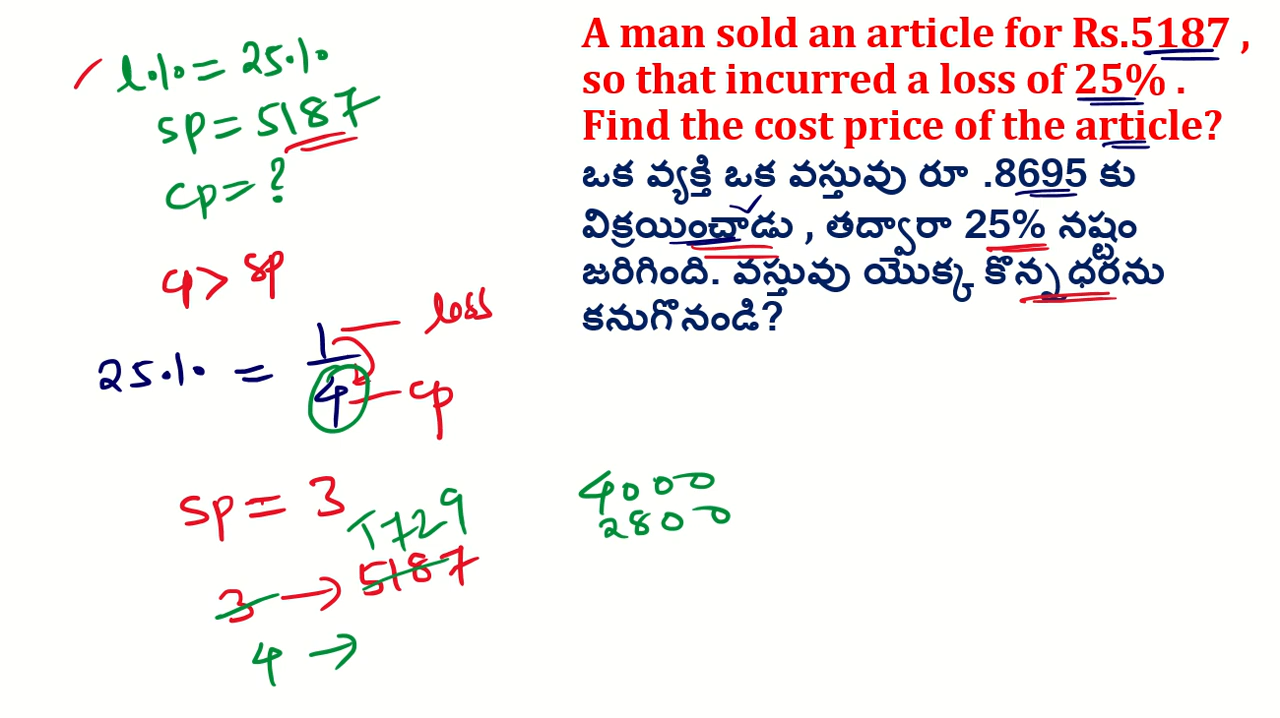 l.%=25%
SP=5187
CP=?
CP>SP
25%=1/4
loss
CP
SP=3
1729
3→5187
4→
4000
2800
A man sold an article for Rs.5187 ,
so that incurred a loss of 25% .
Find the cost price of the article?
ఒక వ్యక్తి ఒక వస్తువు రూ .8695 కు
విక్రయించాడు , తద్వారా 25% నష్టం
జరిగింది. వస్తువు యొక్క కొన్న ధరను
కనుగొనండి?